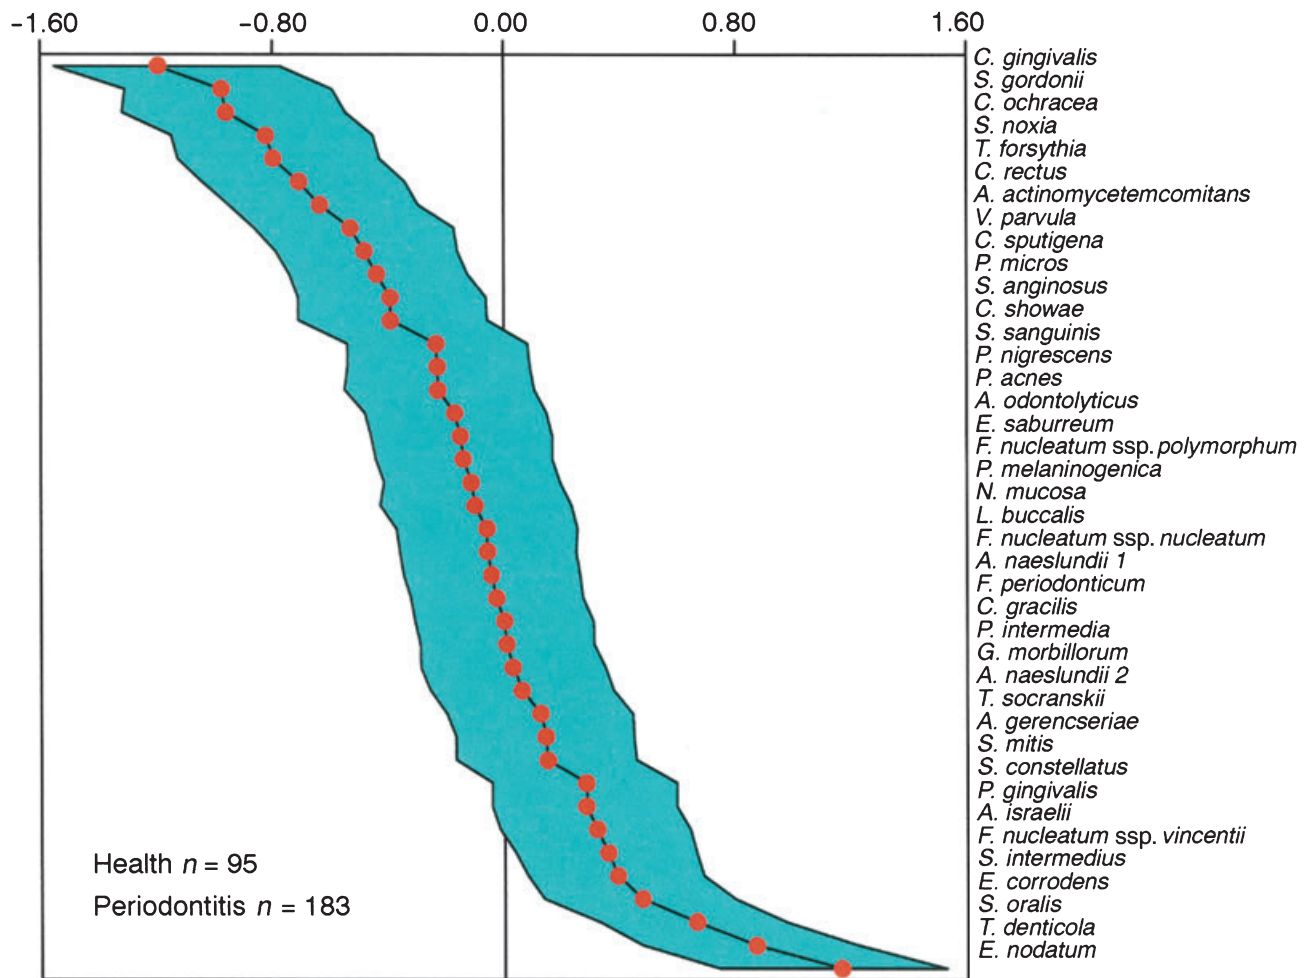 −1.60 −0.80 0.00 0.80 1.60
C. gingivalis
S. gordonii
C. ochracea
S. noxia
T. forsythia
C. rectus
A. actinomycetemcomitans
V. parvula
C. sputigena
P. micros
S. anginosus
C. showae
S. sanguinis
P. nigrescens
P. acnes
A. odontolyticus
E. saburreum
F. nucleatum ssp. polymorphum
P. melaninogenica
N. mucosa
L. buccalis
F. nucleatum ssp. nucleatum
A. naeslundii 1
F. periodonticum
C. gracilis
P. intermedia
G. morbillorum
A. naeslundii 2
T. socranskii
A. gerencseriae
S. mitis
S. constellatus
P. gingivalis
A. israelii
F. nucleatum ssp. vincentii
S. intermedius
E. corrodens
S. oralis
T. denticola
E. nodatum
Health n = 95
Periodontitis n = 183